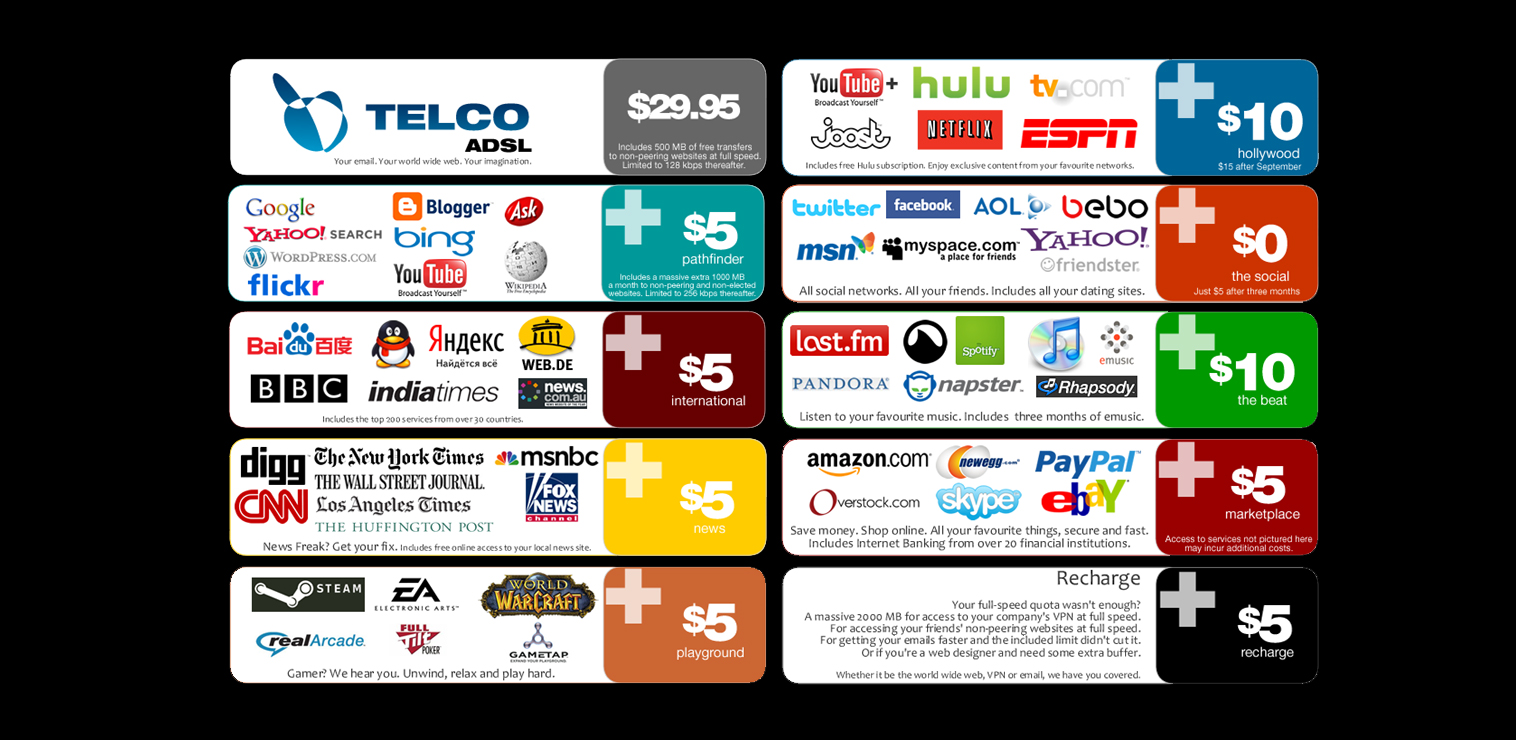 TELCO
ADSL
Your email. Your world wide web. Your imagination.
$29.95
Includes 500 MB of free transfers
to non-peering websites at full speed.
Limited to 128 kbps thereafter.
YouTube +
Broadcast Yourself™
hulu
tv.com™
joost™
NETFLIX
ESPN
Includes free Hulu subscription. Enjoy exclusive content from your favourite networks.
$10
hollywood
$15 after September
Google
Blogger™
Ask
YAHOO! SEARCH
bing™
WORDPRESS.COM
flickr
YouTube
Broadcast Yourself™
WIKIPEDIA
The Free Encyclopedia
$5
pathfinder
Includes a massive extra 1000 MB
a month to non-peering and non-elected
websites. Limited to 256 kbps thereafter.
twitter
facebook.
AOL
bebo
msn
myspace.com™
a place for friends
YAHOO!
friendster.
All social networks. All your friends. Includes all your dating sites.
$0
the social
Just $5 after three months
Bai du 百度
Яндекс
Найдётся всё
WEB.DE
BBC
indiatimes
news.
com.au
Includes the top 200 services from over 30 countries.
$5
international
last.fm
Spotify
emusic
PANDORA
napster.
Rhapsody
Listen to your favourite music. Includes three months of emusic.
$10
the beat
digg™
The New York Times
msnbc
THE WALL STREET JOURNAL.
CNN
Los Angeles Times
FOX
NEWS
channel
THE HUFFINGTON POST
News Freak? Get your fix. Includes free online access to your local news site.
$5
news
amazon.com
newegg.com
PayPal™
Overstock.com
skype
ebaY
Save money. Shop online. All your favourite things, secure and fast.
Includes Internet Banking from over 20 financial institutions.
$5
marketplace
Access to services not pictured here
may incur additional costs.
STEAM
EA
ELECTRONIC ARTS™
WORLD
WARCRAFT
realArcade
FULL
TiLT
POKER
GAMETAP
EXPAND YOUR PLAYGROUND
Gamer? We hear you. Unwind, relax and play hard.
$5
playground
Recharge
Your full-speed quota wasn't enough?
A massive 2000 MB for access to your company's VPN at full speed.
For accessing your friends' non-peering websites at full speed.
For getting your emails faster and the included limit didn't cut it.
Or if you're a web designer and need some extra buffer.
Whether it be the world wide web, VPN or email, we have you covered.
$5
recharge